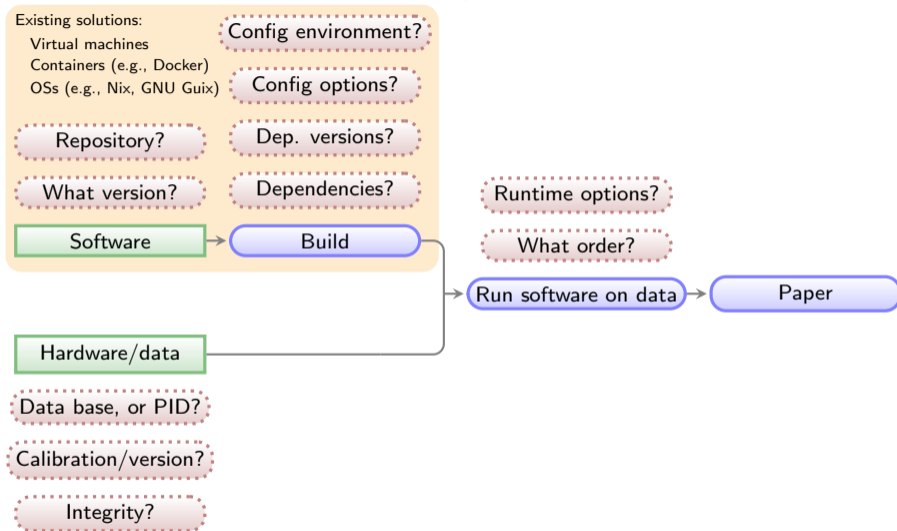 Existing solutions:
Virtual machines
Containers (e.g., Docker)
OSs (e.g., Nix, GNU Guix)
Config environment?
Config options?
Repository?
Dep. versions?
What version?
Dependencies?
Software
Build
Runtime options?
What order?
Run software on data
Paper
Hardware/data
Data base, or PID?
Calibration/version?
Integrity?